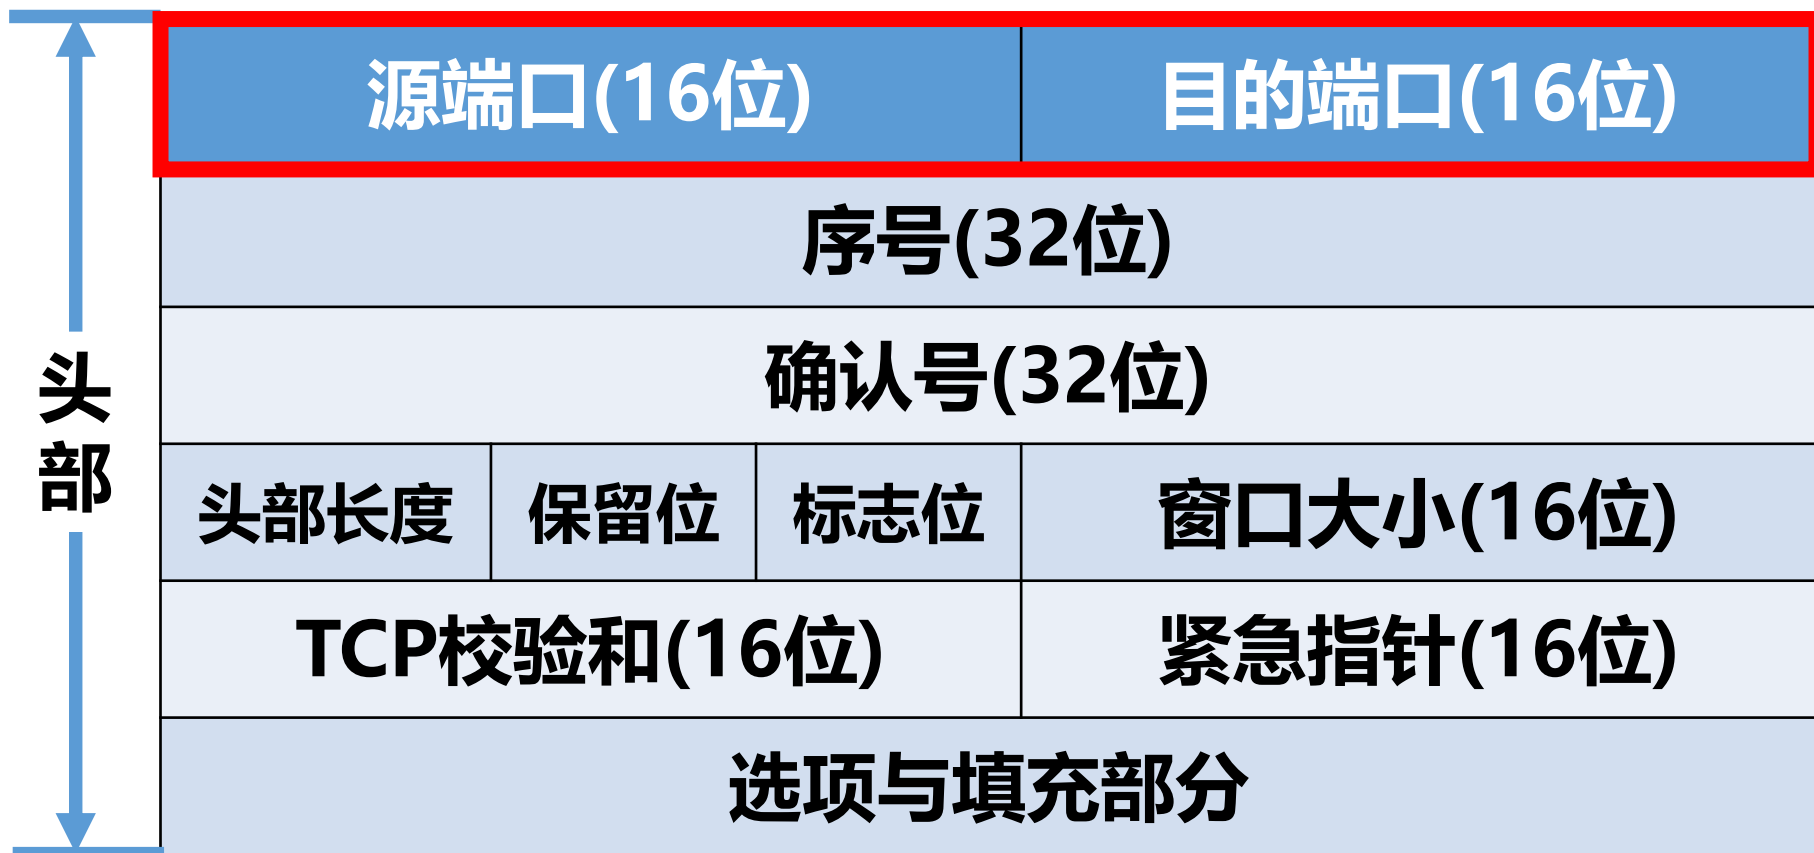 源端口(16位)
目的端口(16位)
序号(32位)
确认号(32位)
头部
头部长度
保留位
标志位
窗口大小(16位)
TCP校验和(16位)
紧急指针(16位)
选项与填充部分